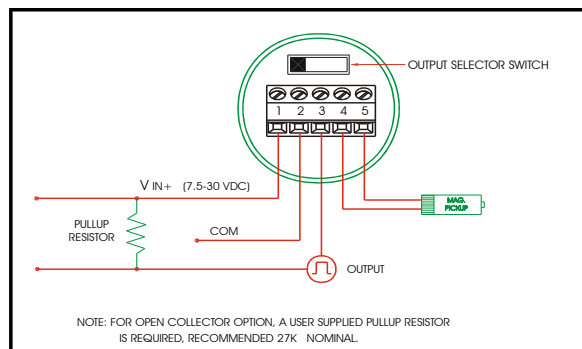 OUTPUT SELECTOR SWITCH
1 2 3 4 5
V IN+ (7.5-30 VDC)
MAG.
PICKUP
PULLUP
RESISTOR
COM
OUTPUT
NOTE: FOR OPEN COLLECTOR OPTION, A USER SUPPLIED PULLUP RESISTOR
IS REQUIRED, RECOMMENDED 27K NOMINAL.